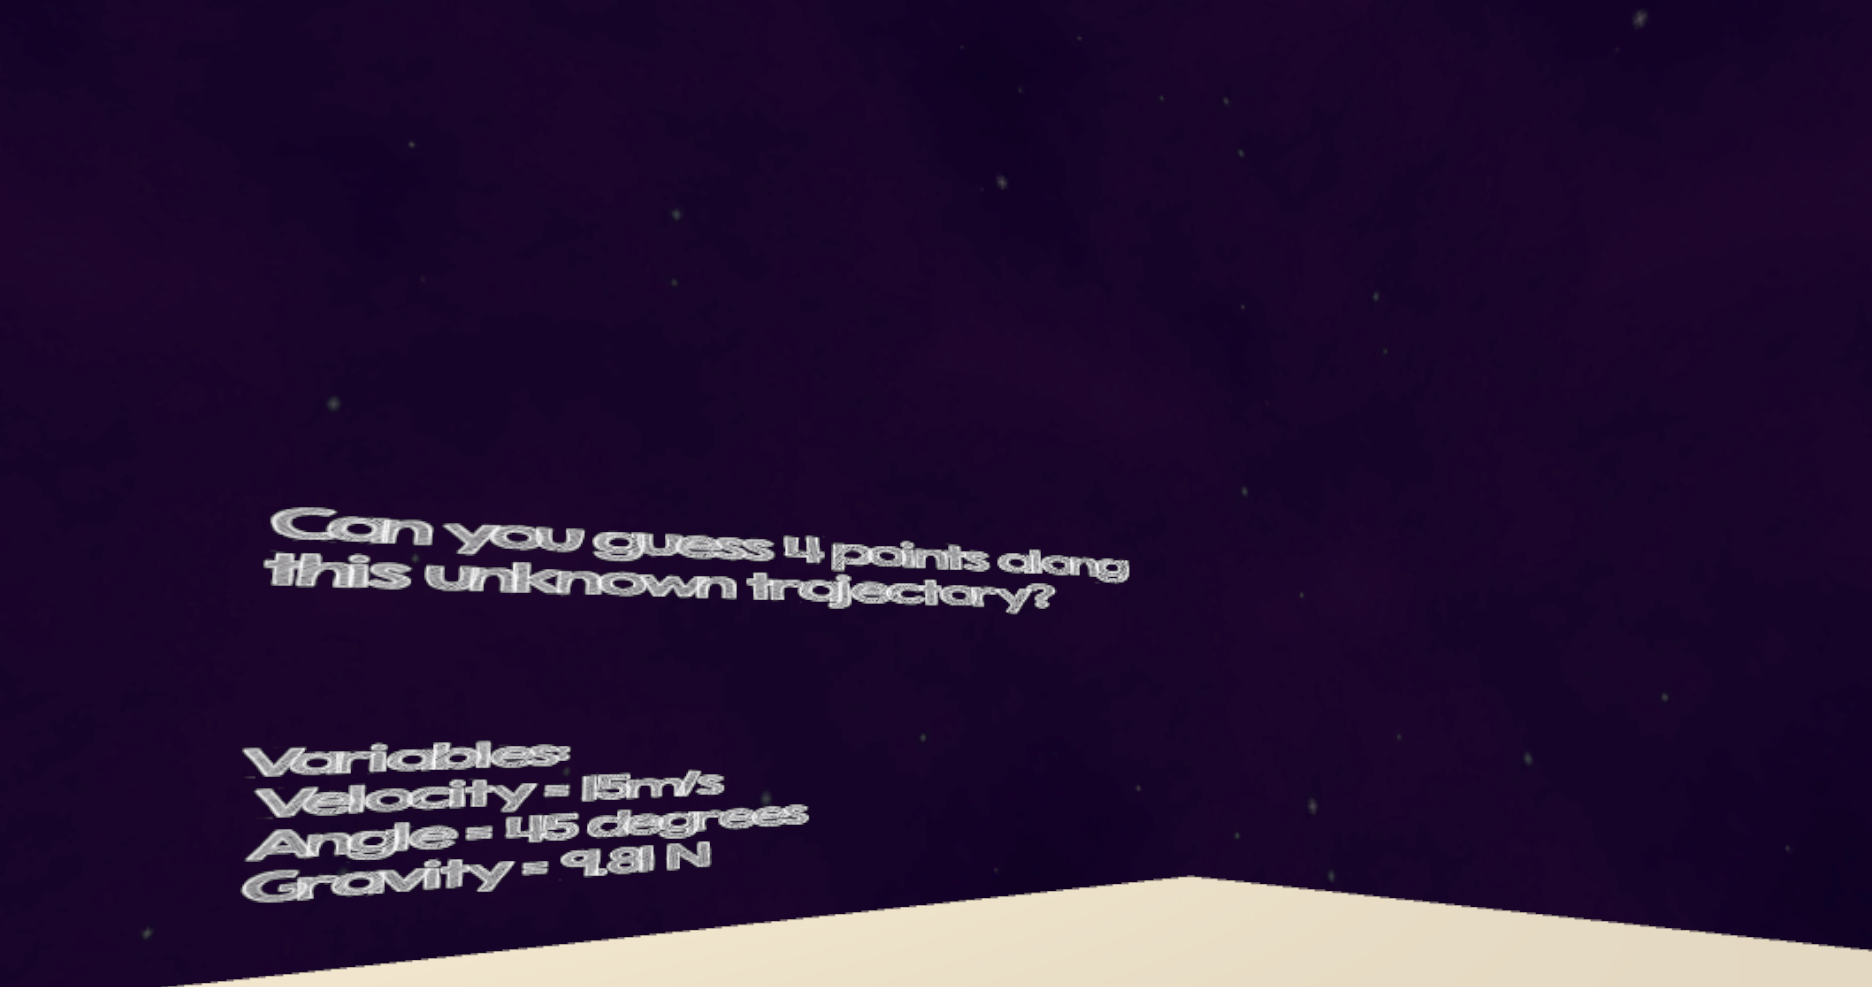 Can you guess 4 points along
this unknown trajectory?
Variables:
Velocity = 15m/s
Angle = 45 degrees
Gravity = 9.81 N